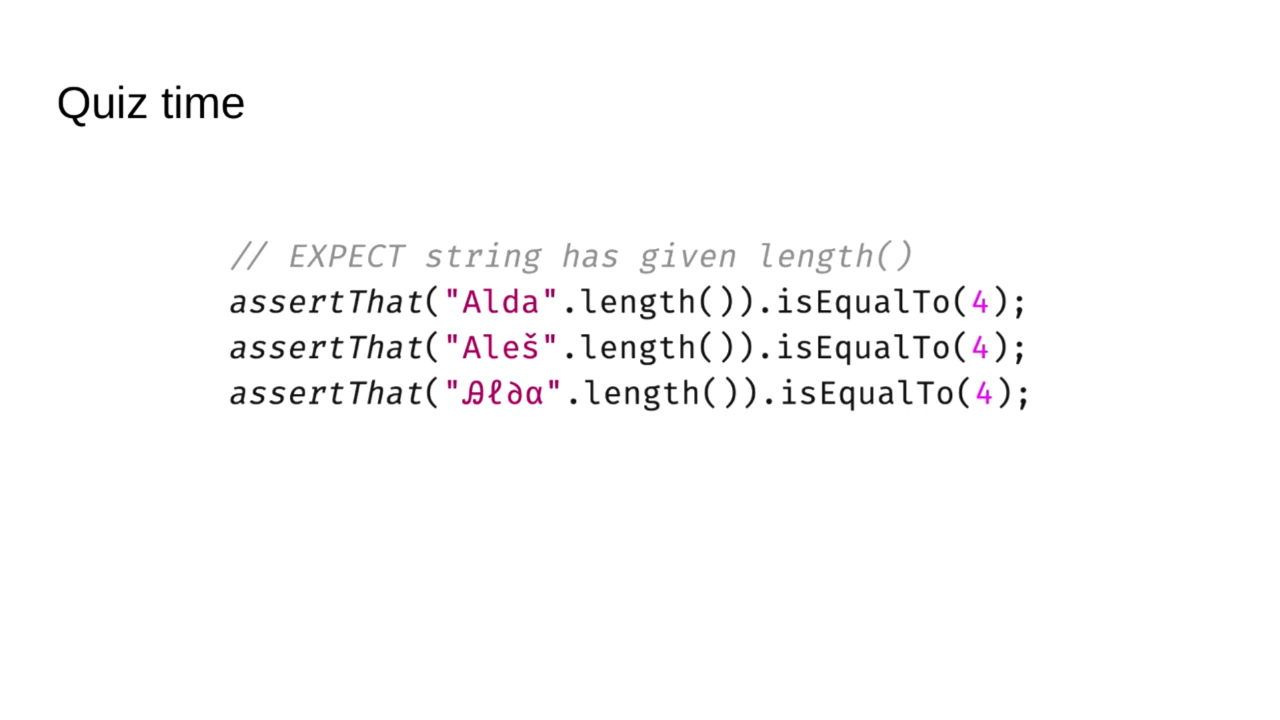 Quiz time
// EXPECT string has given length()
assertThat("Alda".length()).isEqualTo(4);
assertThat("Aleš".length()).isEqualTo(4);
assertThat("Ꭿℓ∂α".length()).isEqualTo(4);